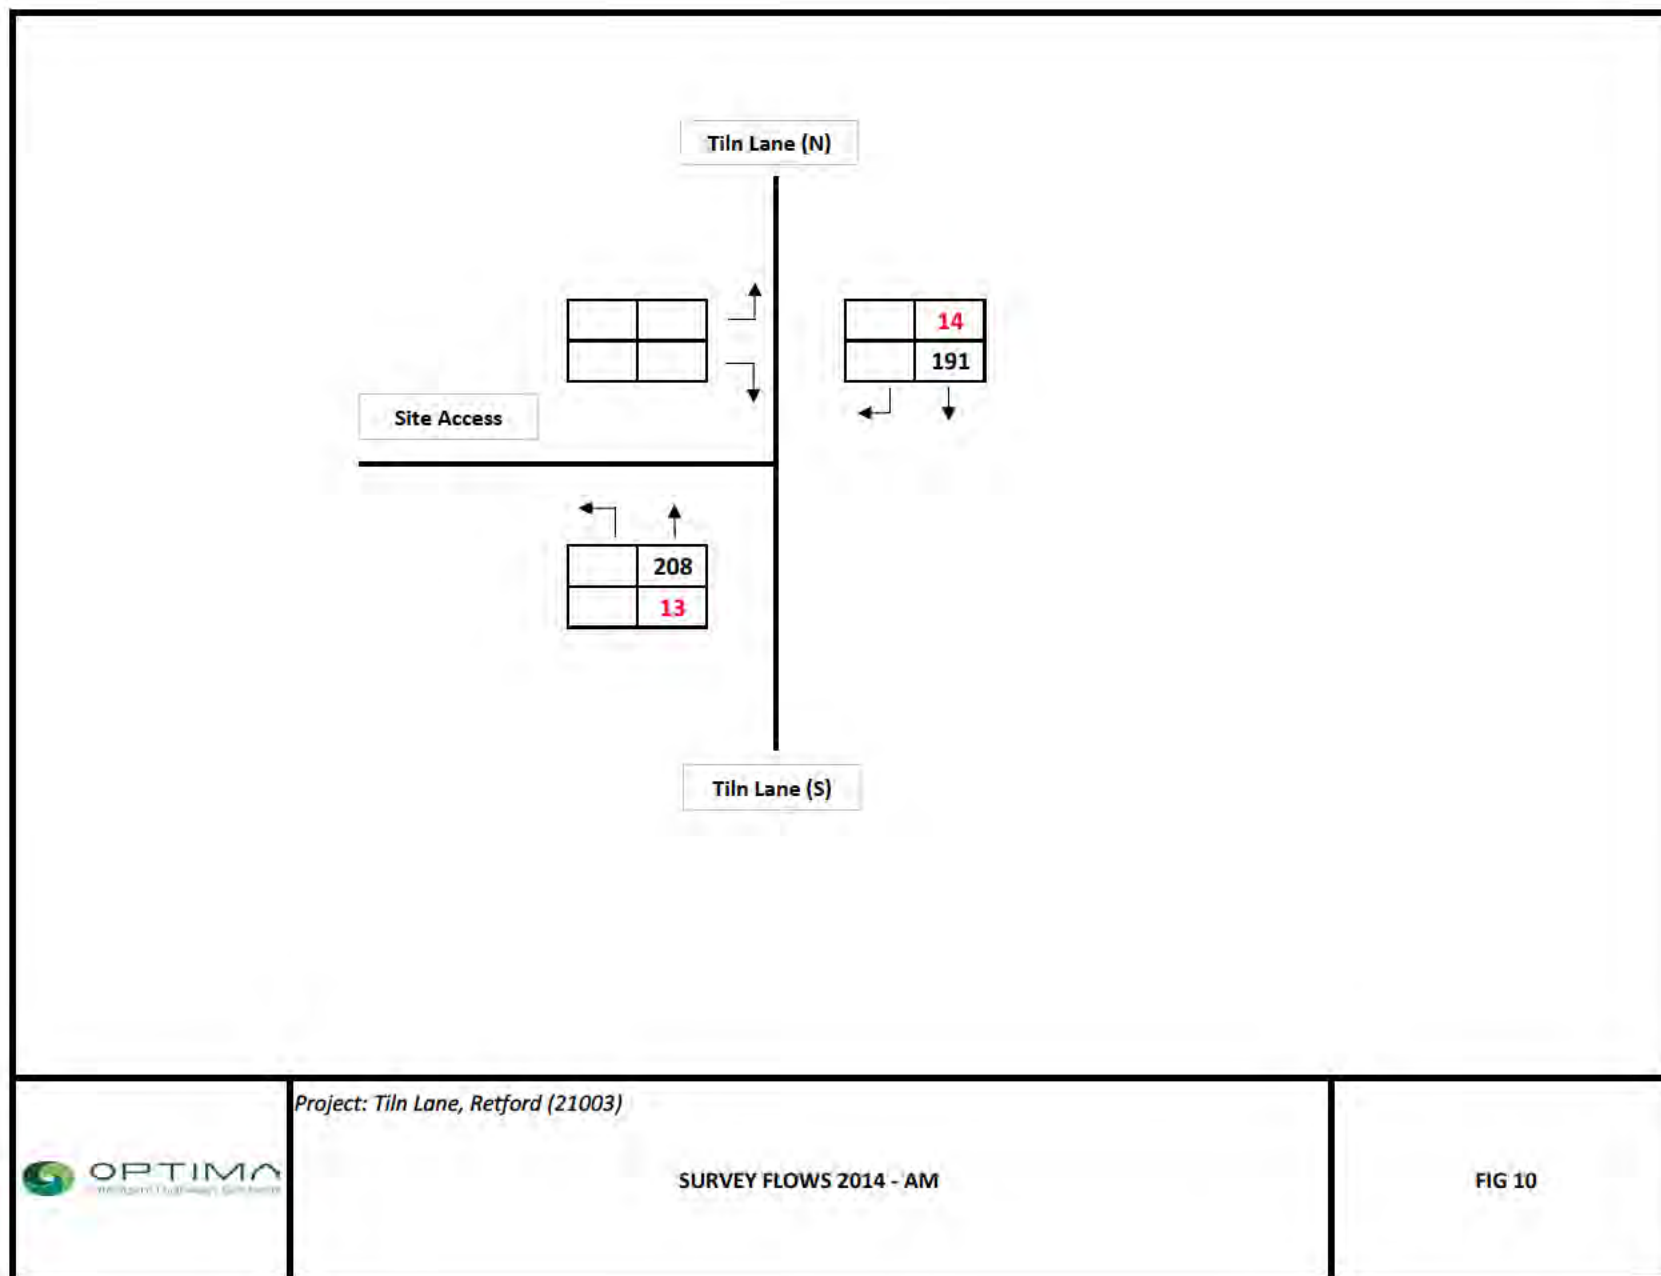 Tiln Lane (N)
14
191
Site Access
208
13
Tiln Lane (S)
Project: Tiln Lane, Retford (21003)
OPTIMA
SURVEY FLOWS 2014 - AM
FIG 10